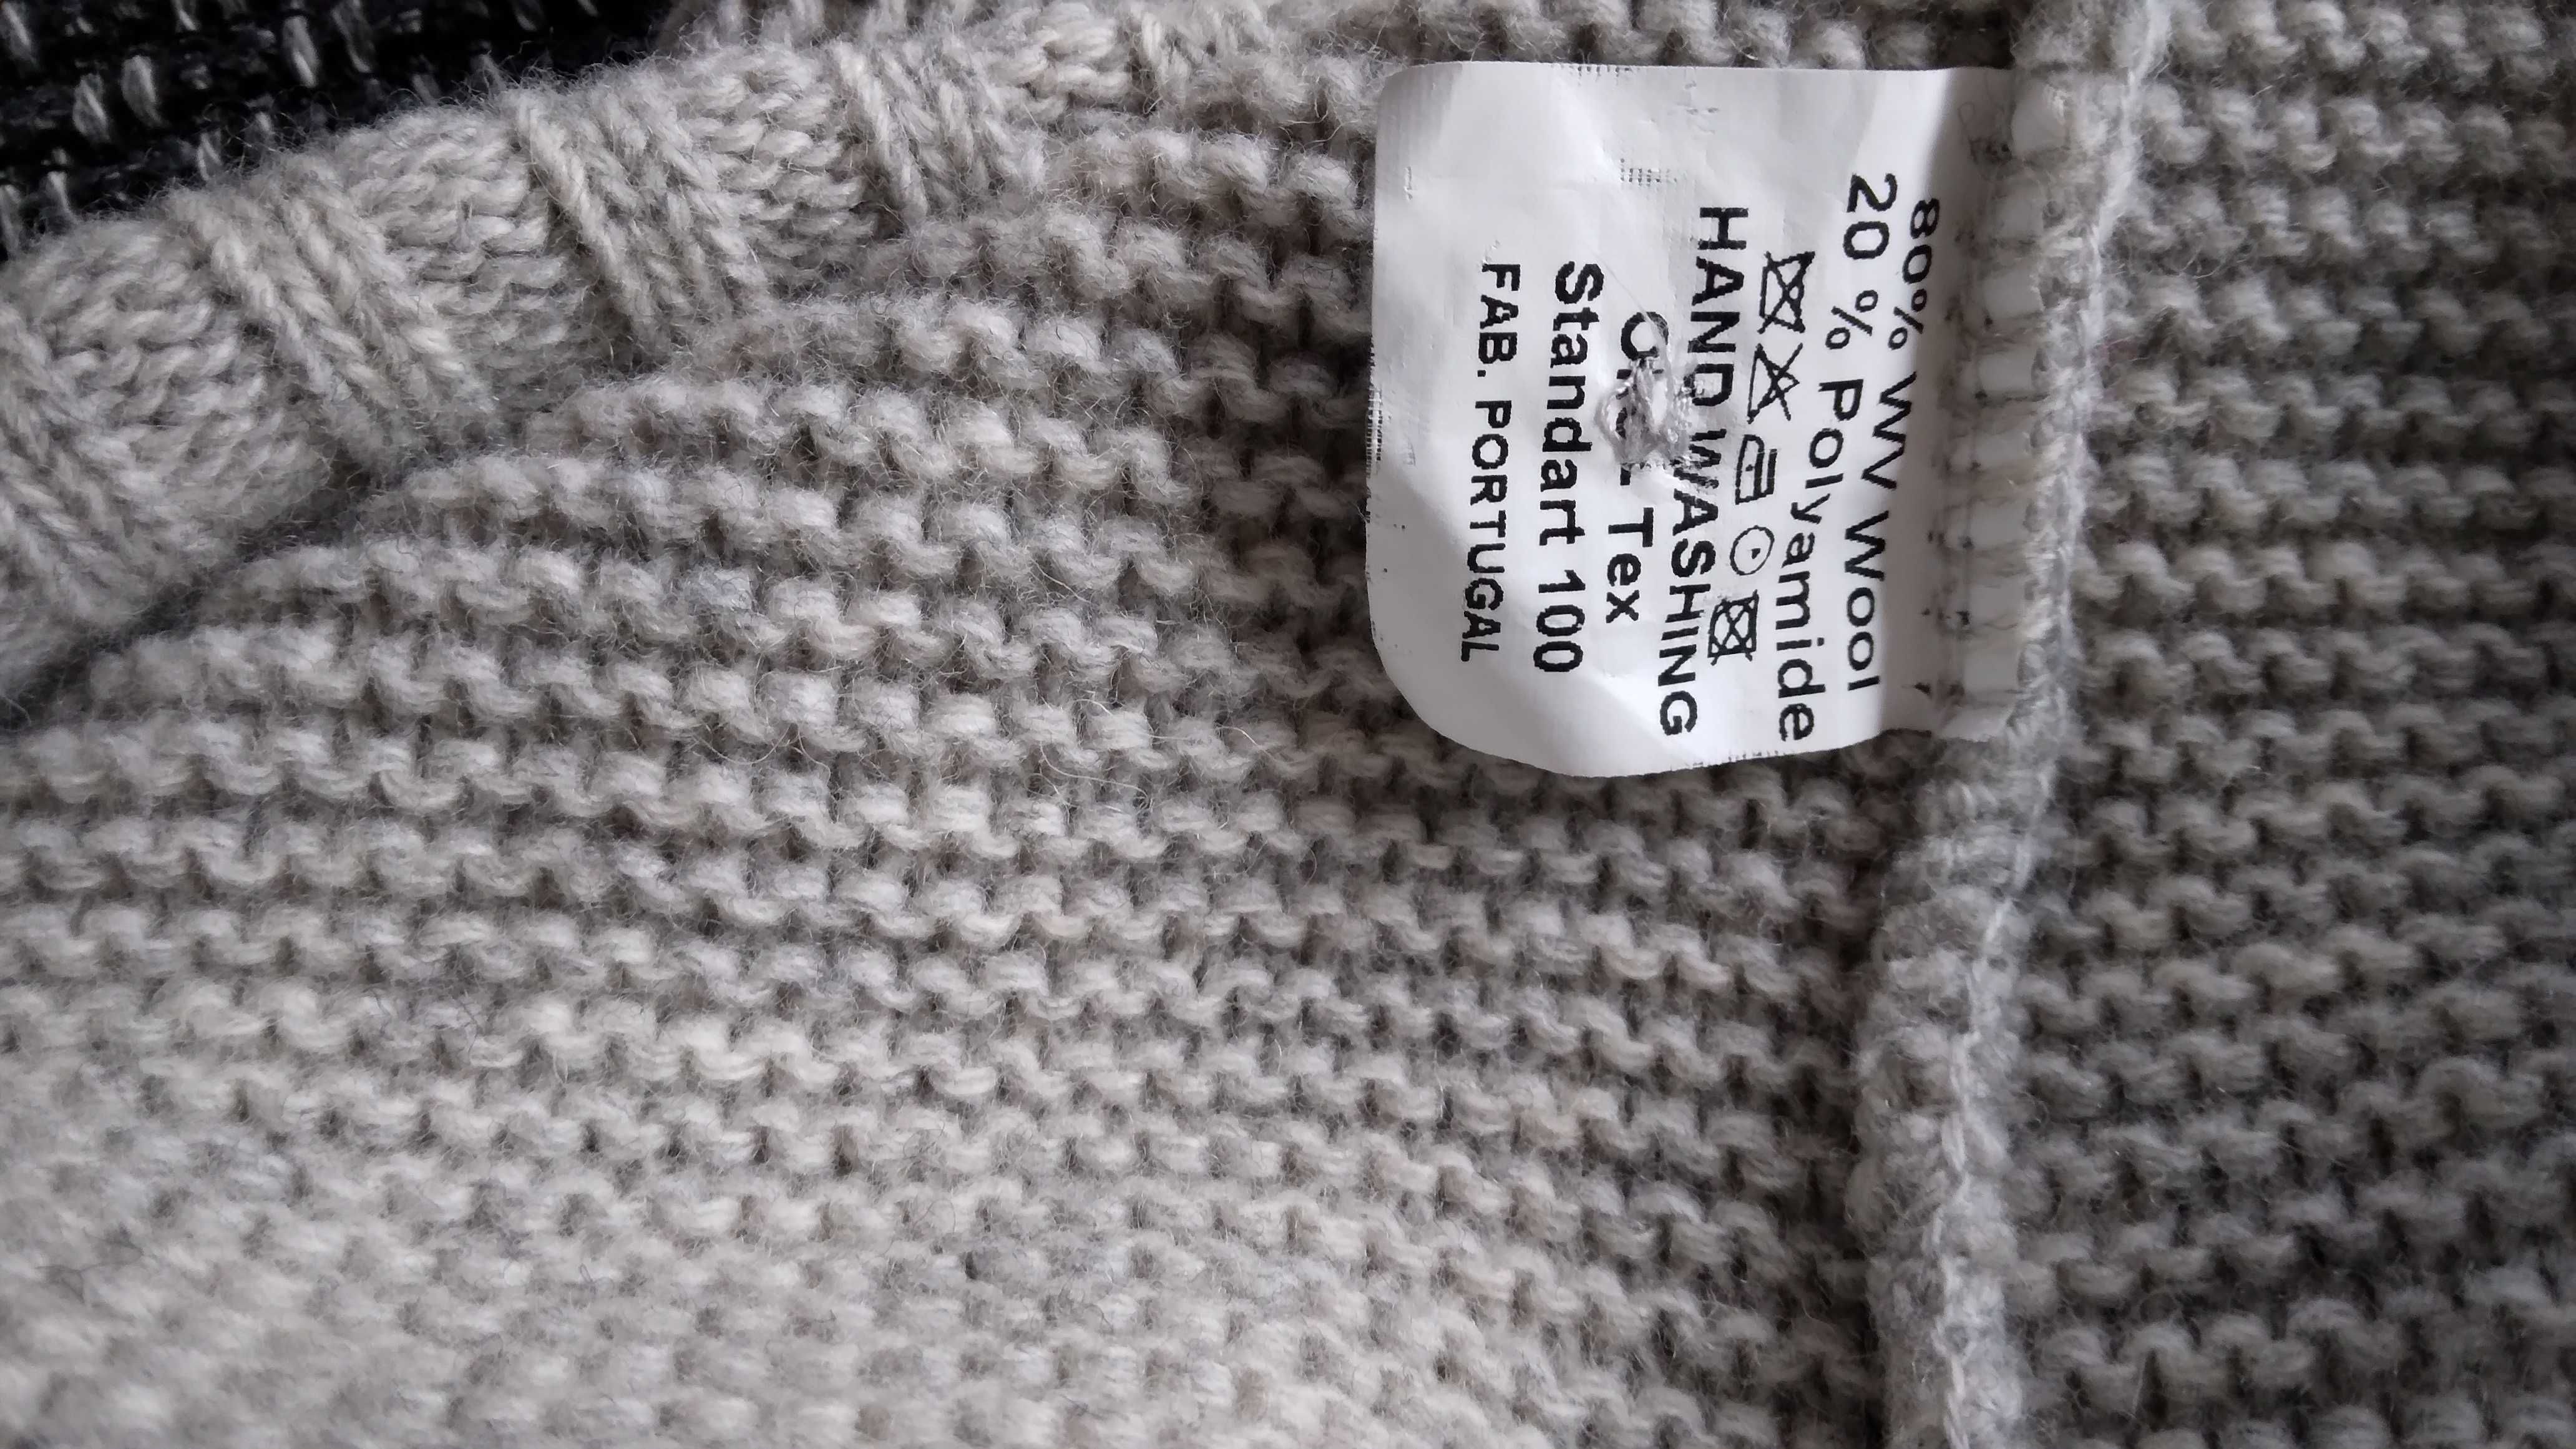 80% WV Wool
20 % Polyamide
HAND WASHING
Tex
Standart 100
FAB. PORTUGAL